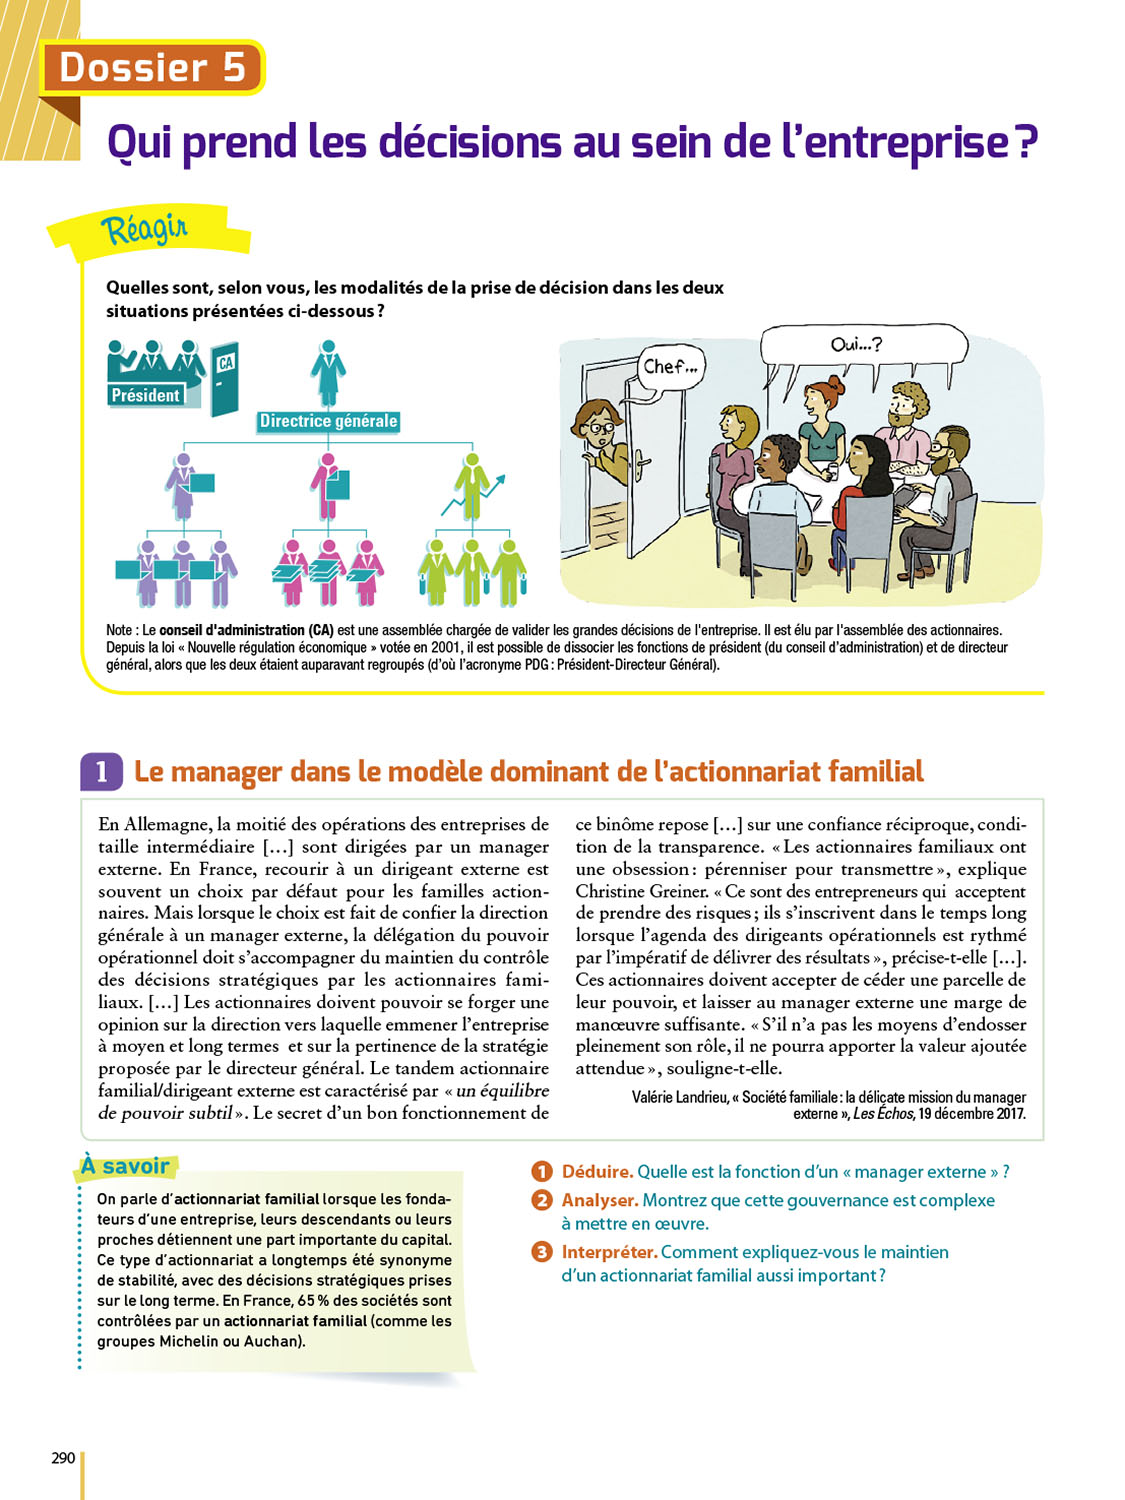 Dossier 5
Qui prend les décisions au sein de l'entreprise ?
Réagir
Quelles sont, selon vous, les modalités de la prise de décision dans les deux
situations présentées ci-dessous ?
CA
Président
Directrice générale
Chef...
Oui...?
Note : Le conseil d'administration (CA) est une assemblée chargée de valider les grandes décisions de l'entreprise. Il est élu par l'assemblée des actionnaires.
Depuis la loi « Nouvelle régulation économique » votée en 2001, il est possible de dissocier les fonctions de président (du conseil d'administration) et de directeur
général, alors que les deux étaient auparavant regroupés (d'où l'acronyme PDG : Président-Directeur Général).
1 Le manager dans le modèle dominant de l'actionnariat familial
En Allemagne, la moitié des opérations des entreprises de
taille intermédiaire [...] sont dirigées par un manager
externe. En France, recourir à un dirigeant externe est
souvent un choix par défaut pour les familles action-
naires. Mais lorsque le choix est fait de confier la direction
générale à un manager externe, la délégation du pouvoir
opérationnel doit s'accompagner du maintien du contrôle
des décisions stratégiques par les actionnaires fami-
liaux. [...] Les actionnaires doivent pouvoir se forger une
opinion sur la direction vers laquelle emmener l'entreprise
à moyen et long termes et sur la pertinence de la stratégie
proposée par le directeur général. Le tandem actionnaire
familial/dirigeant externe est caractérisé par « un équilibre
de pouvoir subtil ». Le secret d'un bon fonctionnement de
ce binôme repose [...] sur une confiance réciproque, condi-
tion de la transparence. « Les actionnaires familiaux ont
une obsession : pérenniser pour transmettre », explique
Christine Greiner. « Ce sont des entrepreneurs qui acceptent
de prendre des risques ; ils s'inscrivent dans le temps long
lorsque l'agenda des dirigeants opérationnels est rythmé
par l'impératif de délivrer des résultats », précise-t-elle [...].
Ces actionnaires doivent accepter de céder une parcelle de
leur pouvoir, et laisser au manager externe une marge de
manœuvre suffisante. « S'il n'a pas les moyens d'endosser
pleinement son rôle, il ne pourra apporter la valeur ajoutée
attendue », souligne-t-elle.
Valérie Landrieu, « Société familiale : la délicate mission du manager
externe », Les Échos, 19 décembre 2017.
À savoir
On parle d'actionnariat familial lorsque les fonda-
teurs d'une entreprise, leurs descendants ou leurs
proches détiennent une part importante du capital.
Ce type d'actionnariat a longtemps été synonyme
de stabilité, avec des décisions stratégiques prises
sur le long terme. En France, 65 % des sociétés sont
contrôlées par un actionnariat familial (comme les
groupes Michelin ou Auchan).
1 Déduire. Quelle est la fonction d'un « manager externe » ?
2 Analyser. Montrez que cette gouvernance est complexe
à mettre en œuvre.
3 Interpréter. Comment expliquez-vous le maintien
d'un actionnariat familial aussi important ?
290